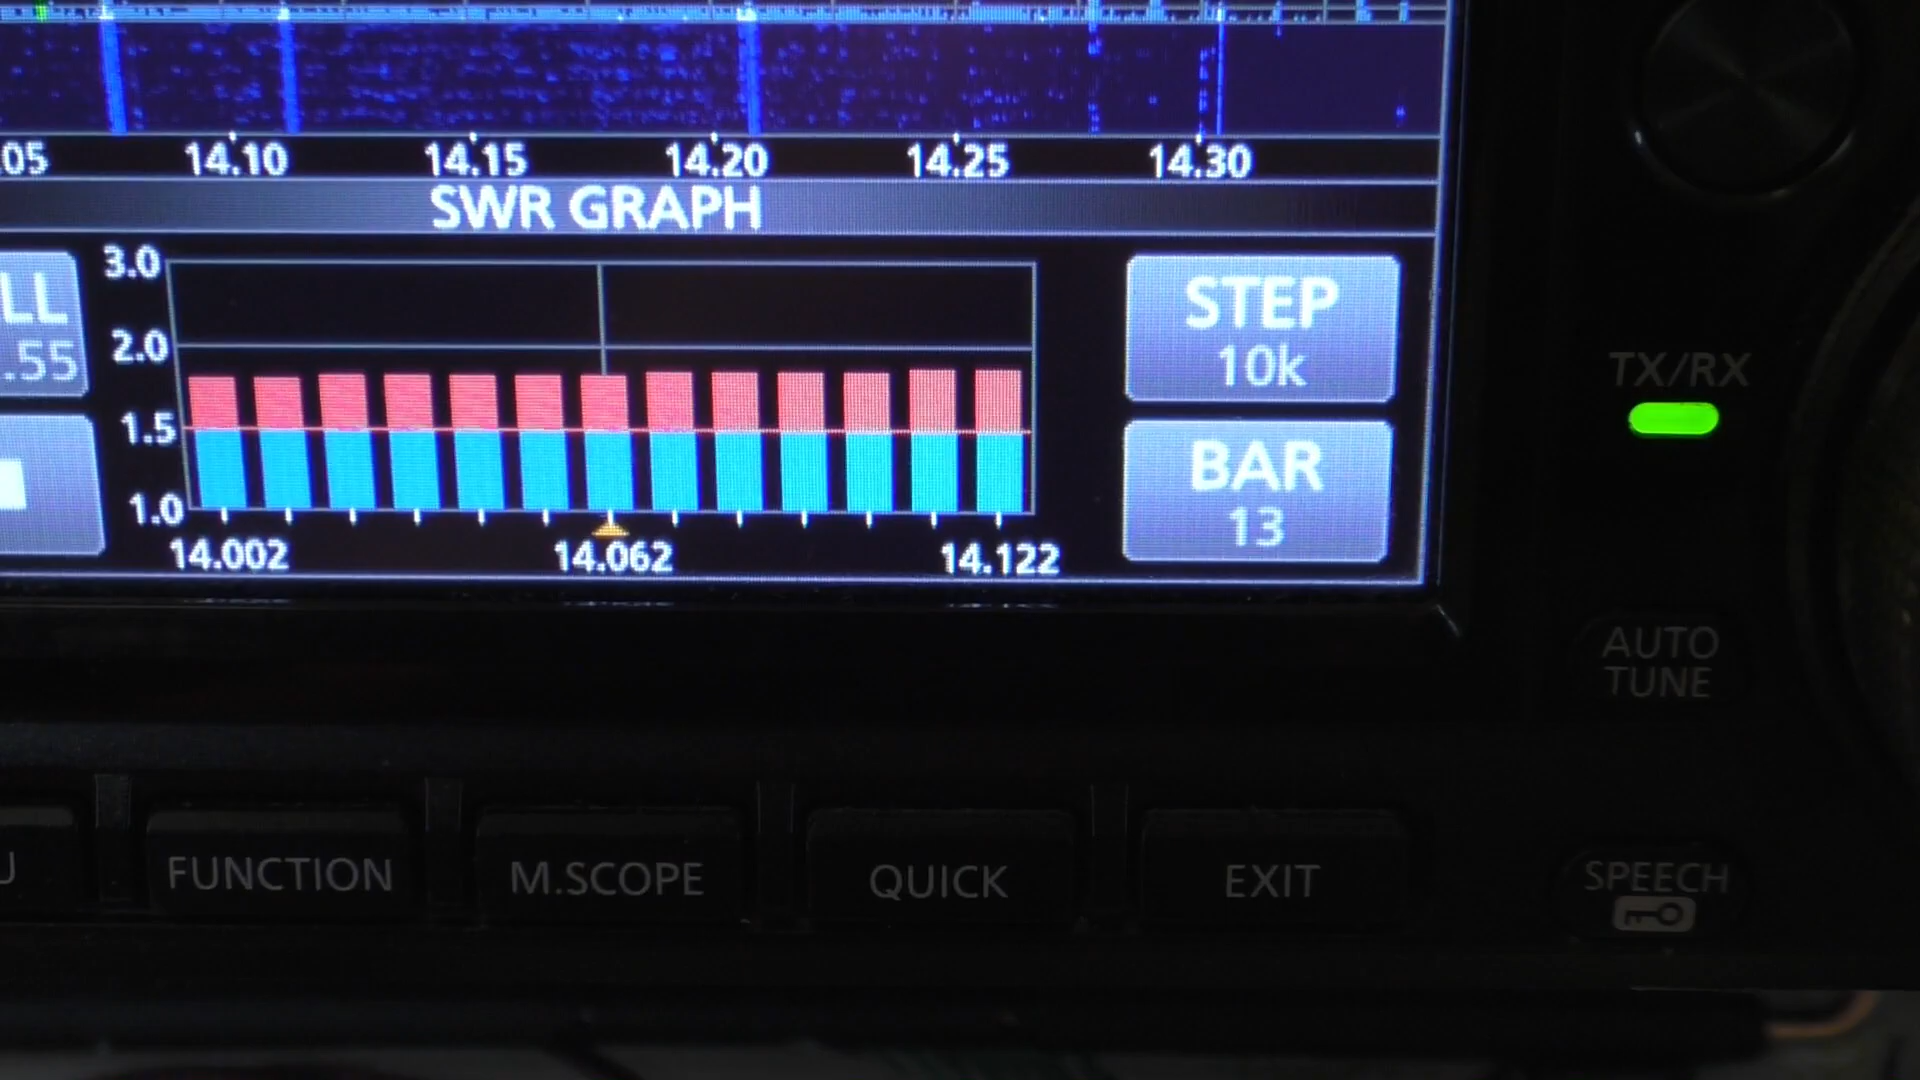 .05 14.10 14.15 14.20 14.25 14.30
SWR GRAPH
3.0
2.0
1.5
1.0
14.002 14.062 14.122
LL
.55
STEP
10k
BAR
13
TX/RX
AUTO
TUNE
U
FUNCTION
M.SCOPE
QUICK
EXIT
SPEECH